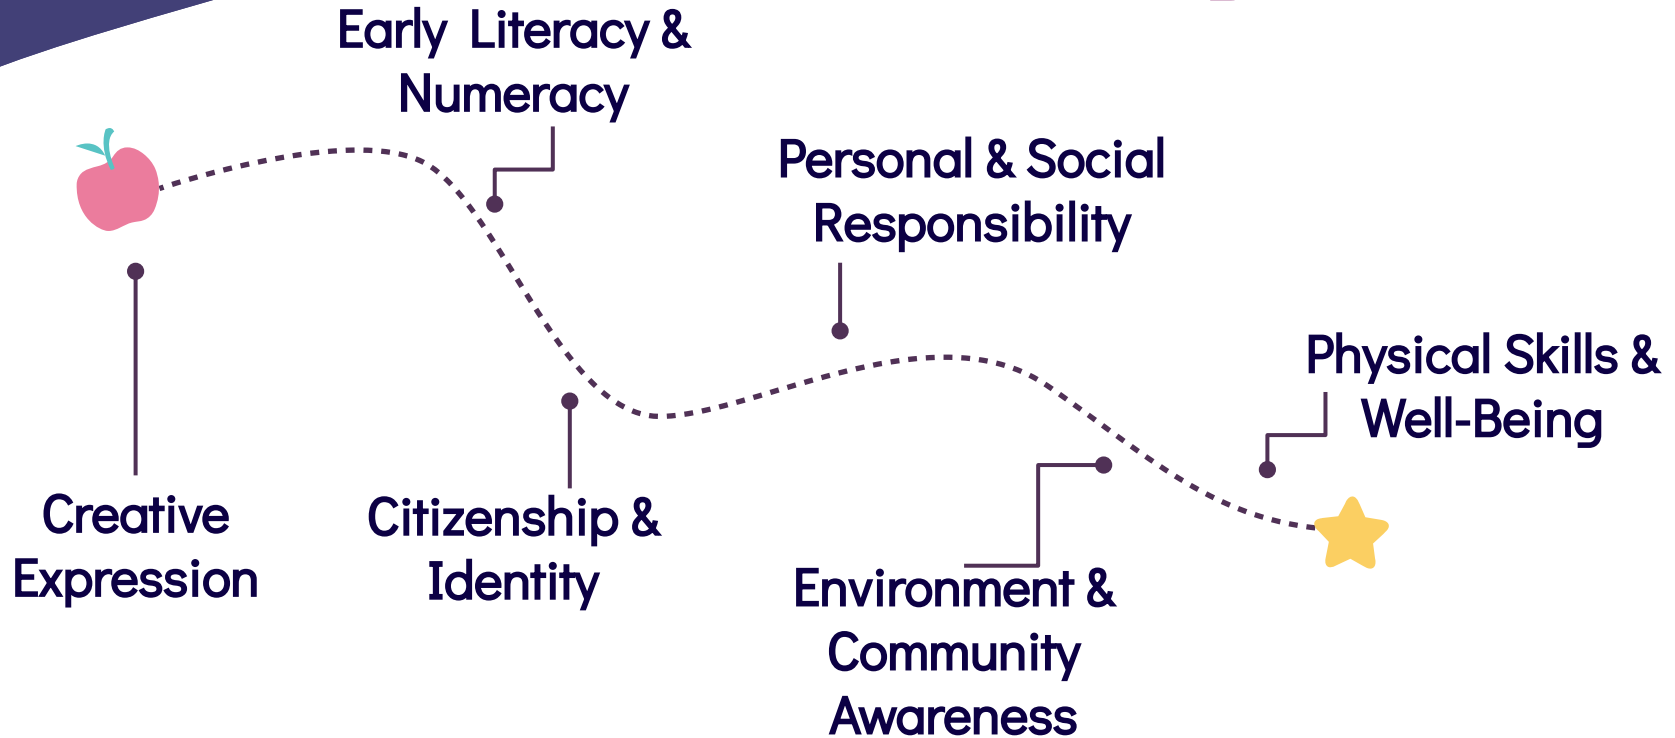 Early Literacy &
Numeracy
Personal & Social
Responsibility
Physical Skills &
Well-Being
Creative
Expression
Citizenship &
Identity
Environment &
Community
Awareness